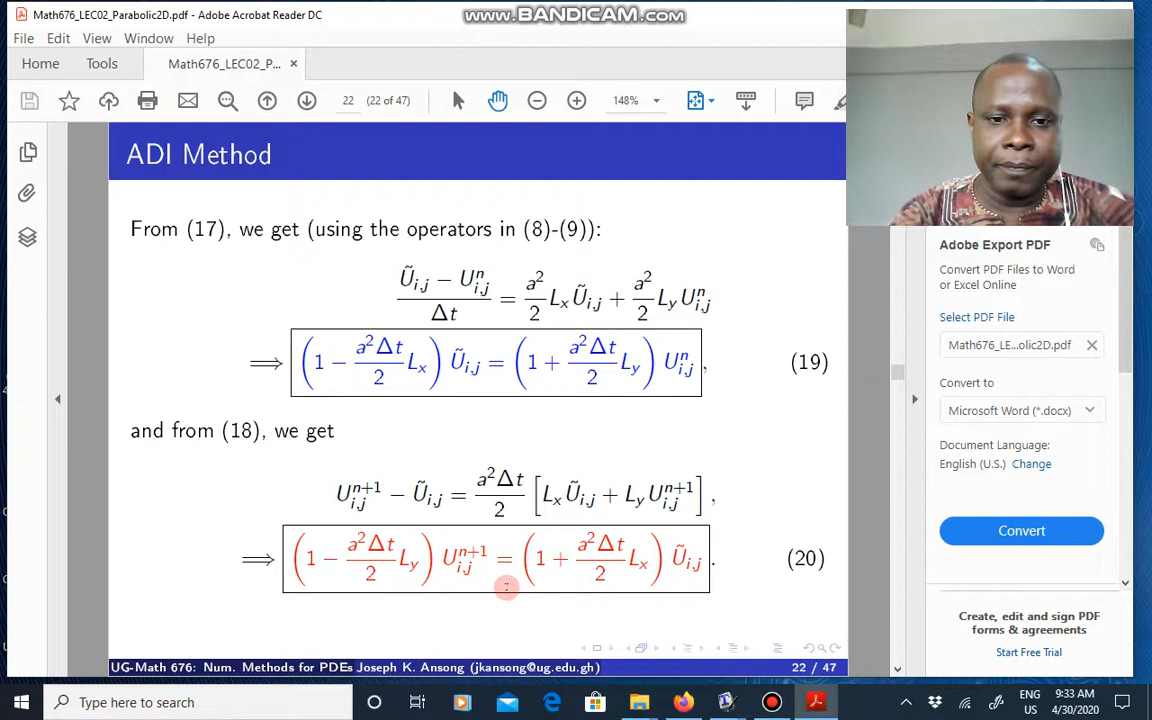 Math676_LEC02_Parabolic2D.pdf - Adobe Acrobat Reader DC
www.BANDICAM.com
File Edit View Window Help
Home Tools Math676_LEC02_P... ×
22 (22 of 47) 148%
ADI Method
From (17), we get (using the operators in (8)-(9)):
Ũ_{i,j} − U^n_{i,j} / Δt = a²/2 L_x Ũ_{i,j} + a²/2 L_y U^n_{i,j}
⟹ (1 − a²Δt/2 L_x) Ũ_{i,j} = (1 + a²Δt/2 L_y) U^n_{i,j}, (19)
and from (18), we get
U^{n+1}_{i,j} − Ũ_{i,j} = a²Δt/2 [L_x Ũ_{i,j} + L_y U^{n+1}_{i,j}],
⟹ (1 − a²Δt/2 L_y) U^{n+1}_{i,j} = (1 + a²Δt/2 L_x) Ũ_{i,j}. (20)
UG-Math 676: Num. Methods for PDEs Joseph K. Ansong (jkansong@ug.edu.gh) 22 / 47
Adobe Export PDF
Convert PDF Files to Word
or Excel Online
Select PDF File
Math676_LE...olic2D.pdf ×
Convert to
Microsoft Word (*.docx)
Document Language:
English (U.S.) Change
Convert
Create, edit and sign PDF
forms & agreements
Start Free Trial
Type here to search
ENG
US
9:33 AM
4/30/2020